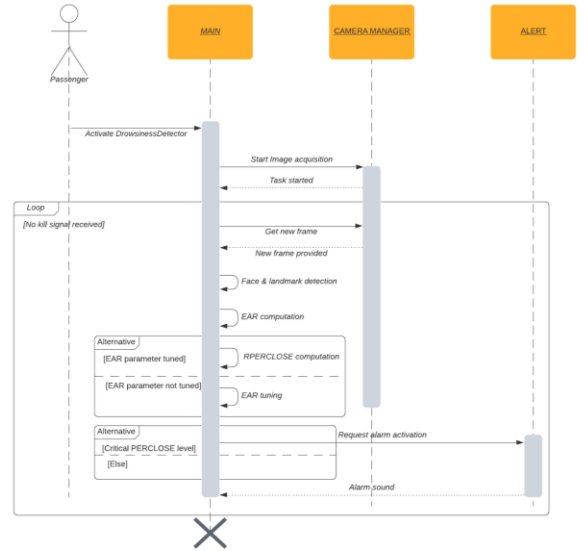 MAIN
CAMERA MANAGER
ALERT
Passenger
Activate DrowsinessDetector
Start Image acquisition
Task started
Loop
[No kill signal received]
Get new frame
New frame provided
Face & landmark detection
EAR computation
Alternative
[EAR parameter tuned]
RPERCLOSE computation
[EAR parameter not tuned]
EAR tuning
Alternative
Request alarm activation
[Critical PERCLOSE level]
[Else]
Alarm sound